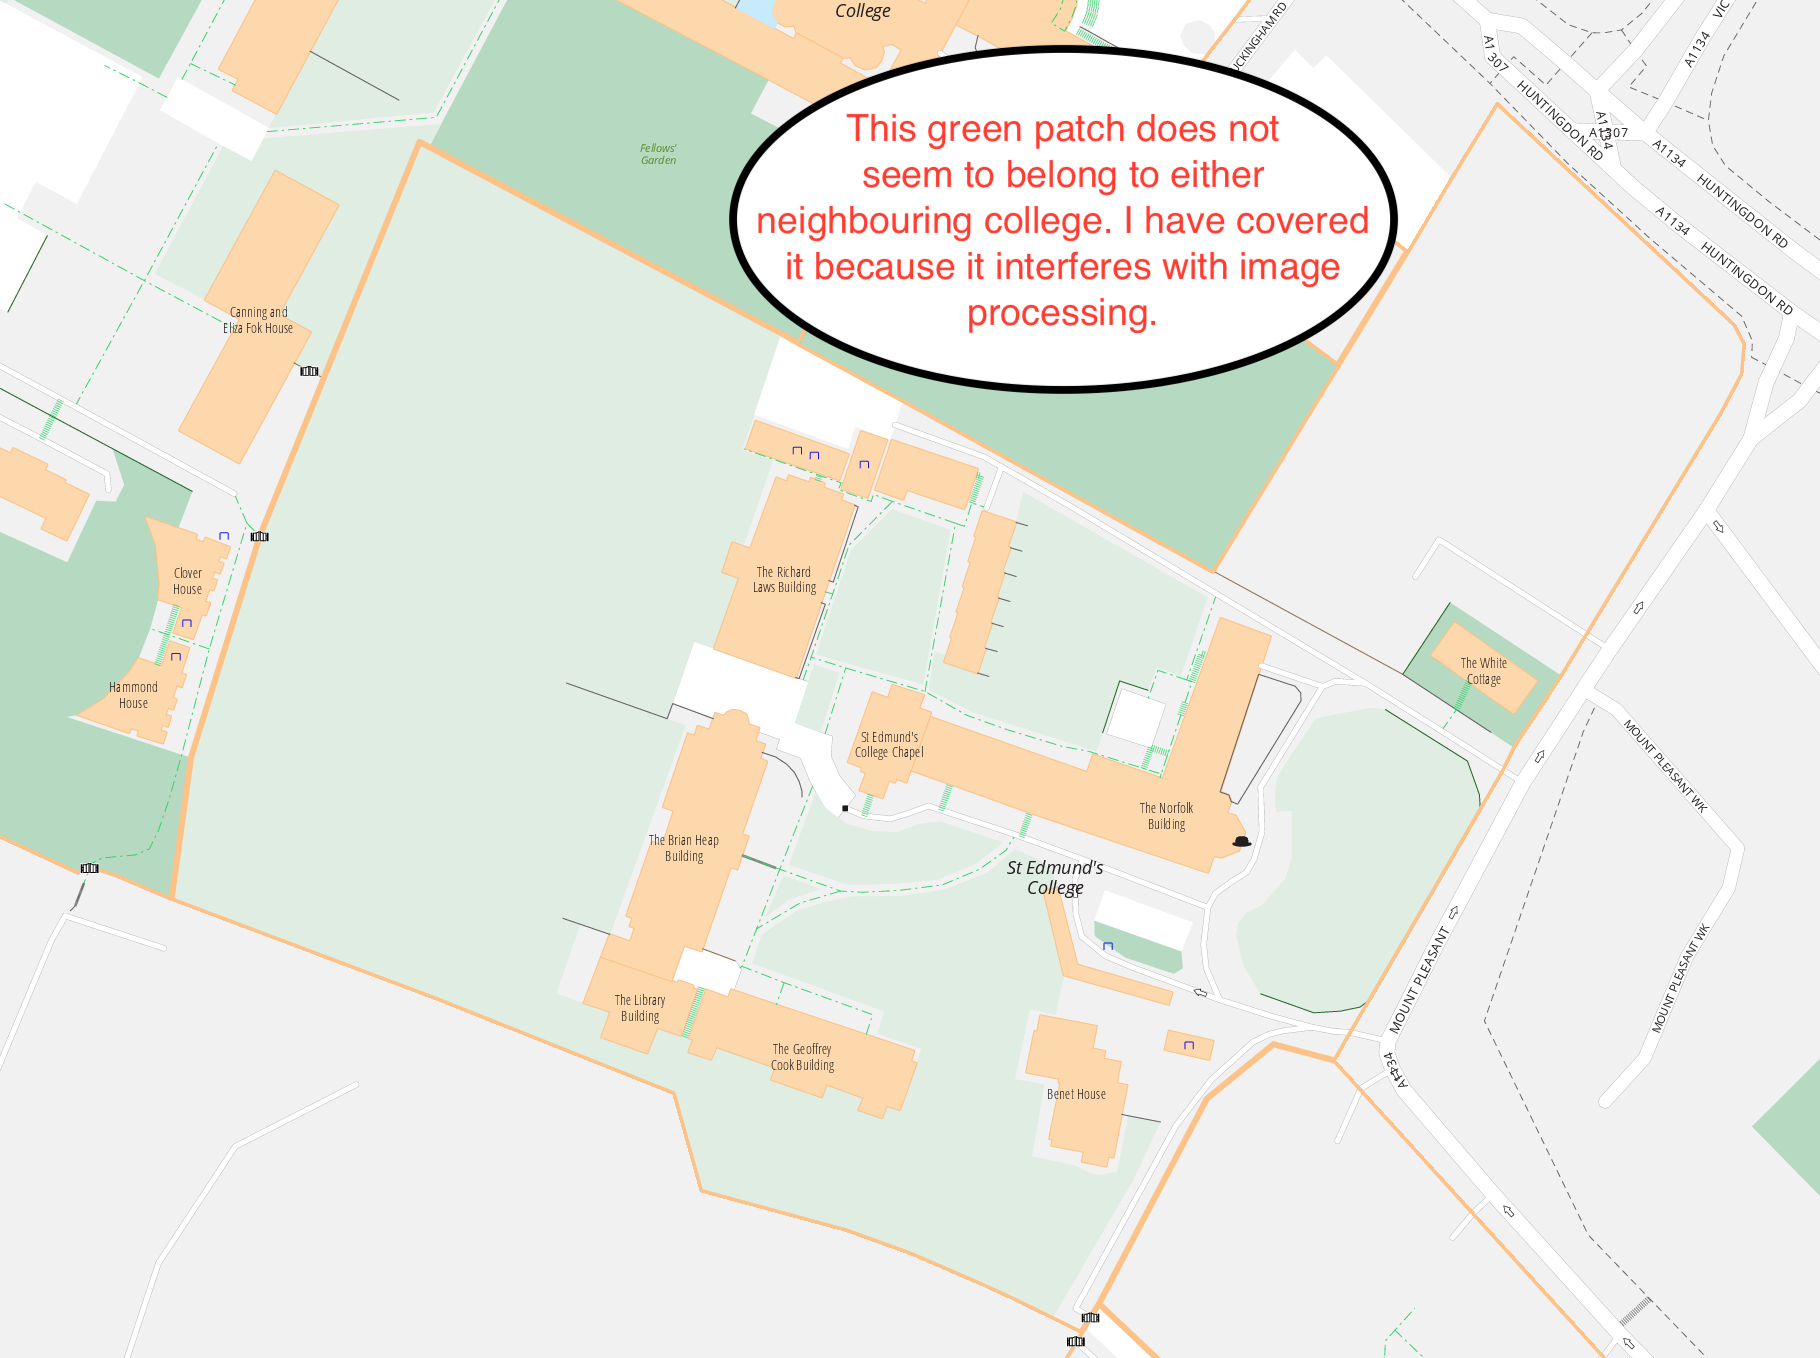 College
UCKINGHAM RD
A1307
A1134
VIC
HUNTINGDON RD
A1134
A1307
A1134
HUNTINGDON RD
A1134
HUNTINGDON RD
Fellows'
Garden
This green patch does not
seem to belong to either
neighbouring college. I have covered
it because it interferes with image
processing.
Canning and
Eliza Fok House
Clover
House
Hammond
House
The Richard
Laws Building
St Edmund's
College Chapel
The White
Cottage
The Norfolk
Building
The Brian Heap
Building
St Edmund's
College
MOUNT PLEASANT WK
MOUNT PLEASANT
MOUNT PLEASANT WK
The Library
Building
The Geoffrey
Cook Building
Benet House
A1134